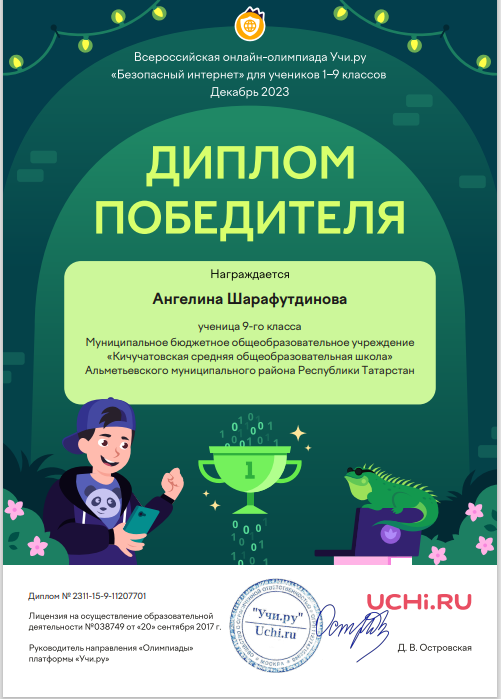 Всероссийская онлайн-олимпиада Учи.ру
«Безопасный интернет» для учеников 1–9 классов
Декабрь 2023
ДИПЛОМ
ПОБЕДИТЕЛЯ
Награждается
Ангелина Шарафутдинова
ученица 9-го класса
Муниципальное бюджетное общеобразовательное учреждение
«Кичучатовская средняя общеобразовательная школа»
Альметьевского муниципального района Республики Татарстан
1
Диплом № 2311-15-9-11207701
Лицензия на осуществление образовательной
деятельности №038749 от «20» сентября 2017 г.
Руководитель направления «Олимпиады»
платформы «Учи.ру»
"Учи.ру"
Uchi.ru
МОСКВА
UCHi.RU
Д. В. Островская